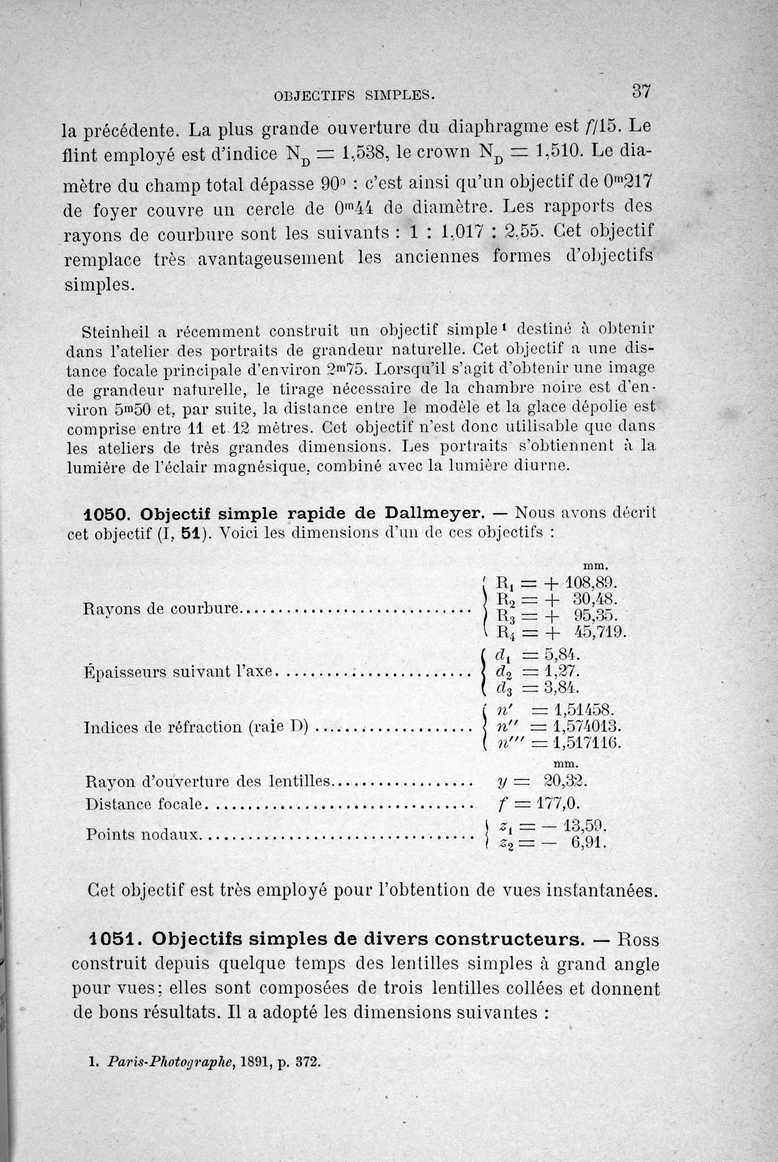 OBJECTIFS SIMPLES. 37
la précédente. La plus grande ouverture du diaphragme est f/15. Le
flint employé est d'indice N_D = 1,538, le crown N_D = 1,510. Le dia-
mètre du champ total dépasse 90° : c'est ainsi qu'un objectif de 0ᵐ217
de foyer couvre un cercle de 0ᵐ44 de diamètre. Les rapports des
rayons de courbure sont les suivants : 1 : 1,017 : 2,55. Cet objectif
remplace très avantageusement les anciennes formes d'objectifs
simples.
Steinheil a récemment construit un objectif simple¹ destiné à obtenir
dans l'atelier des portraits de grandeur naturelle. Cet objectif a une dis-
tance focale principale d'environ 2ᵐ75. Lorsqu'il s'agit d'obtenir une image
de grandeur naturelle, le tirage nécessaire de la chambre noire est d'en-
viron 5ᵐ50 et, par suite, la distance entre le modèle et la glace dépolie est
comprise entre 11 et 12 mètres. Cet objectif n'est donc utilisable que dans
les ateliers de très grandes dimensions. Les portraits s'obtiennent à la
lumière de l'éclair magnésique, combiné avec la lumière diurne.
1050. Objectif simple rapide de Dallmeyer. — Nous avons décrit
cet objectif (I, 51). Voici les dimensions d'un de ces objectifs :
mm.
R₁ = + 108,89.
R₂ = + 30,48.
Rayons de courbure............................
R₃ = + 95,35.
R₄ = + 45,719.
d₁ = 5,84.
Épaisseurs suivant l'axe........................ d₂ = 1,27.
d₃ = 3,84.
n' = 1,51458.
Indices de réfraction (raie D) .................... n'' = 1,574013.
n''' = 1,517116.
mm.
Rayon d'ouverture des lentilles.................. y = 20,32.
Distance focale.................................. f = 177,0.
Points nodaux.................................. z₁ = — 13,59.
z₂ = — 6,91.
Cet objectif est très employé pour l'obtention de vues instantanées.
1051. Objectifs simples de divers constructeurs. — Ross
construit depuis quelque temps des lentilles simples à grand angle
pour vues; elles sont composées de trois lentilles collées et donnent
de bons résultats. Il a adopté les dimensions suivantes :
1. Paris-Photographe, 1891, p. 372.